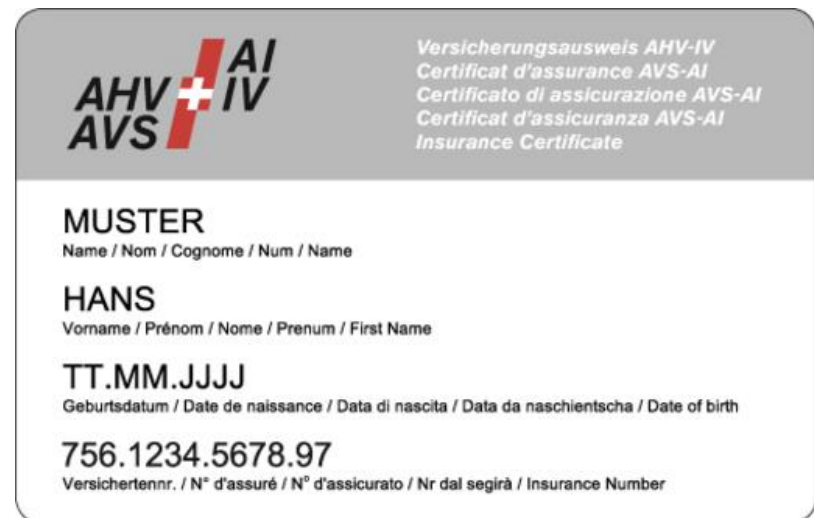 AHV AI
AVS IV
Versicherungsausweis AHV-IV
Certificat d'assurance AVS-AI
Certificato di assicurazione AVS-AI
Certificat d'assicuranza AVS-AI
Insurance Certificate
MUSTER
Name / Nom / Cognome / Num / Name
HANS
Vorname / Prénom / Nome / Prenum / First Name
TT.MM.JJJJ
Geburtsdatum / Date de naissance / Data di nascita / Data da naschientscha / Date of birth
756.1234.5678.97
Versichertennr. / N° d'assuré / N° d'assicurato / Nr dal segirà / Insurance Number